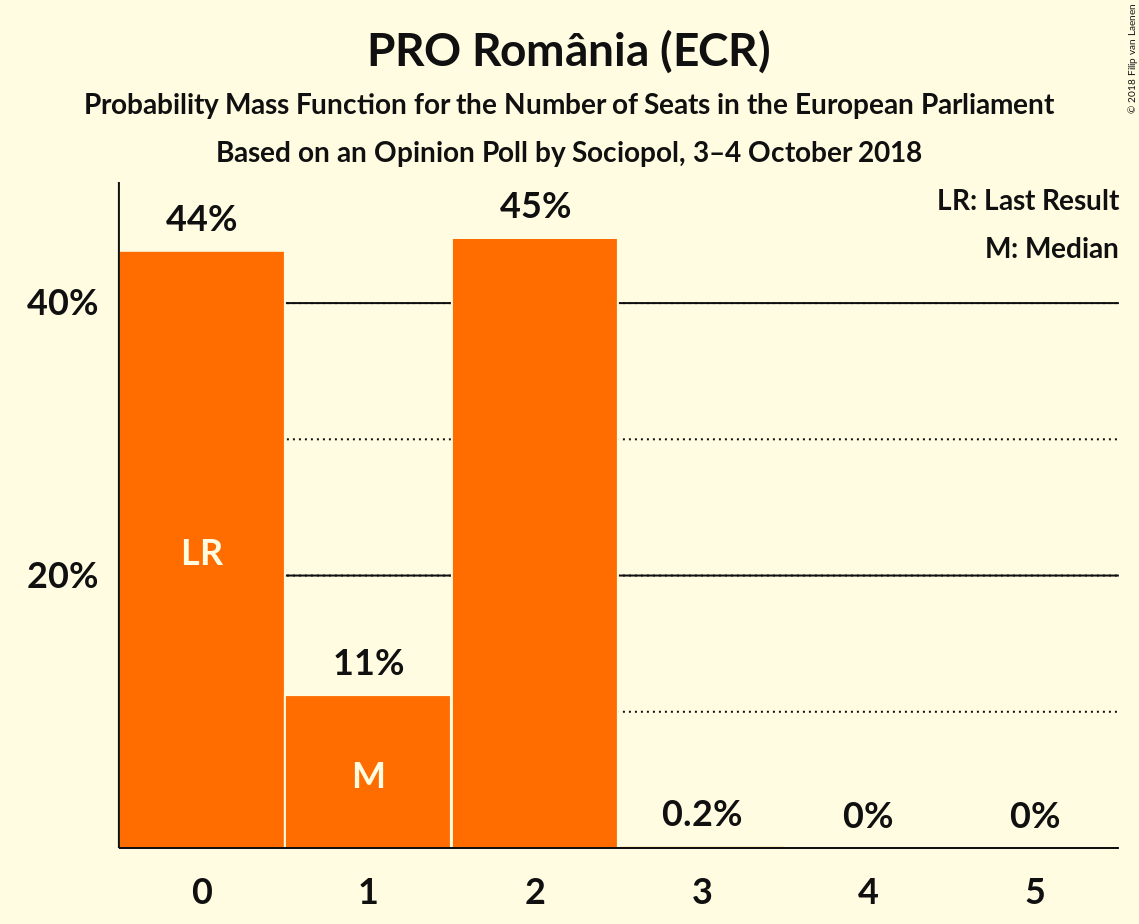 PRO România (ECR)
Probability Mass Function for the Number of Seats in the European Parliament
Based on an Opinion Poll by Sociopol, 3–4 October 2018
© 2018 Filip van Laenen
LR: Last Result
M: Median
44%
45%
40%
LR
20%
11%
M
0.2%
0%
0%
0
1
2
3
4
5